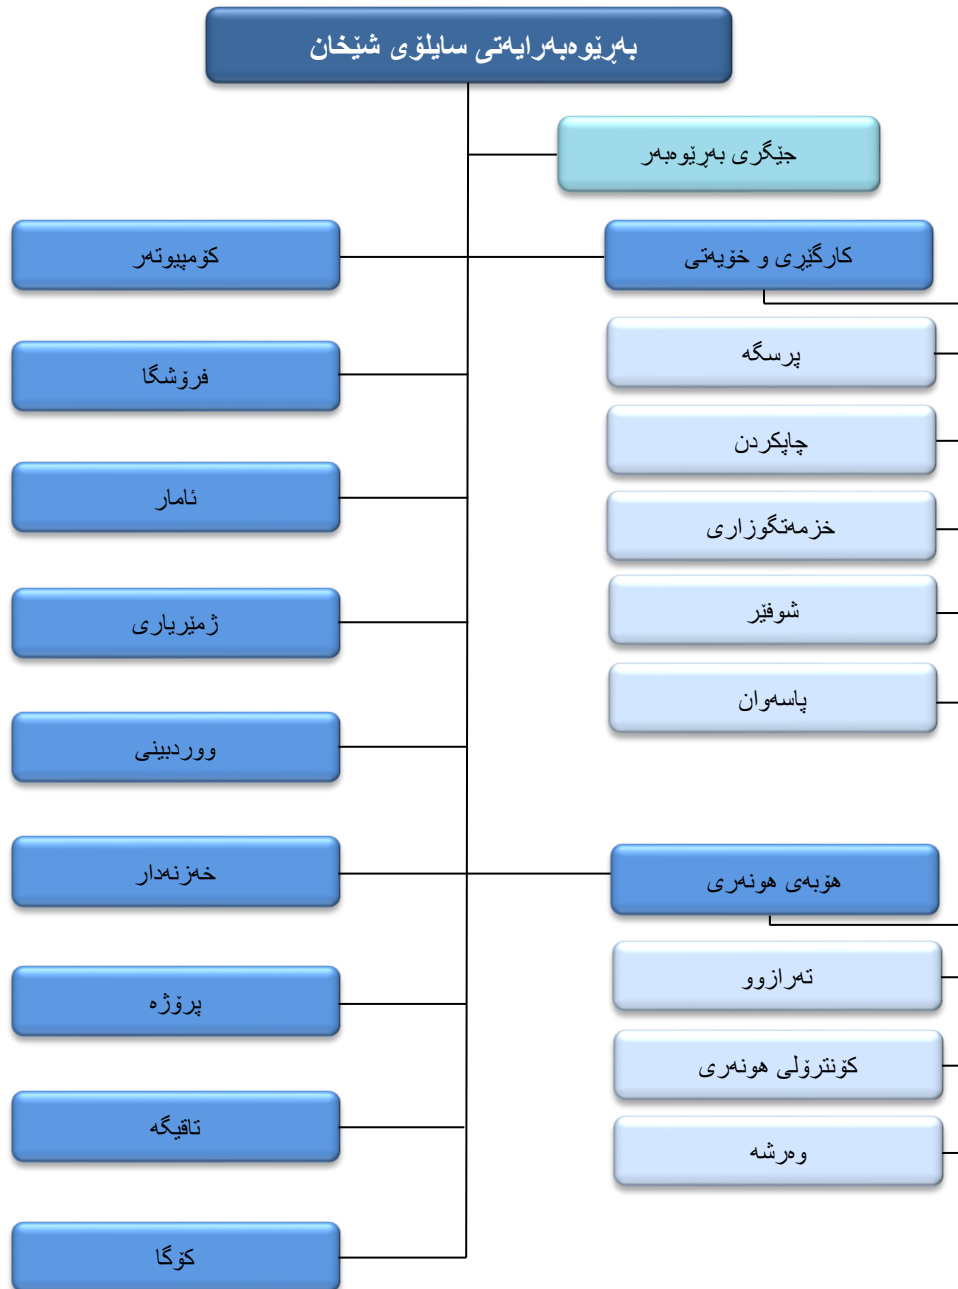 بەڕێوەبەرایەتی سایلۆی شێخان
جێگری بەڕێوەبەر
کارگێڕی و خۆیەتی
کۆمپیوتەر
پرسگە
فرۆشگا
چاپکردن
ئامار
خزمەتگوزاری
شوفێر
ژمێریاری
پاسەوان
ووردبینی
هۆبەی هونەری
خەزنەدار
تەرازوو
پرۆژە
کۆنترۆلی هونەری
تاقیگە
وەرشە
کۆگا